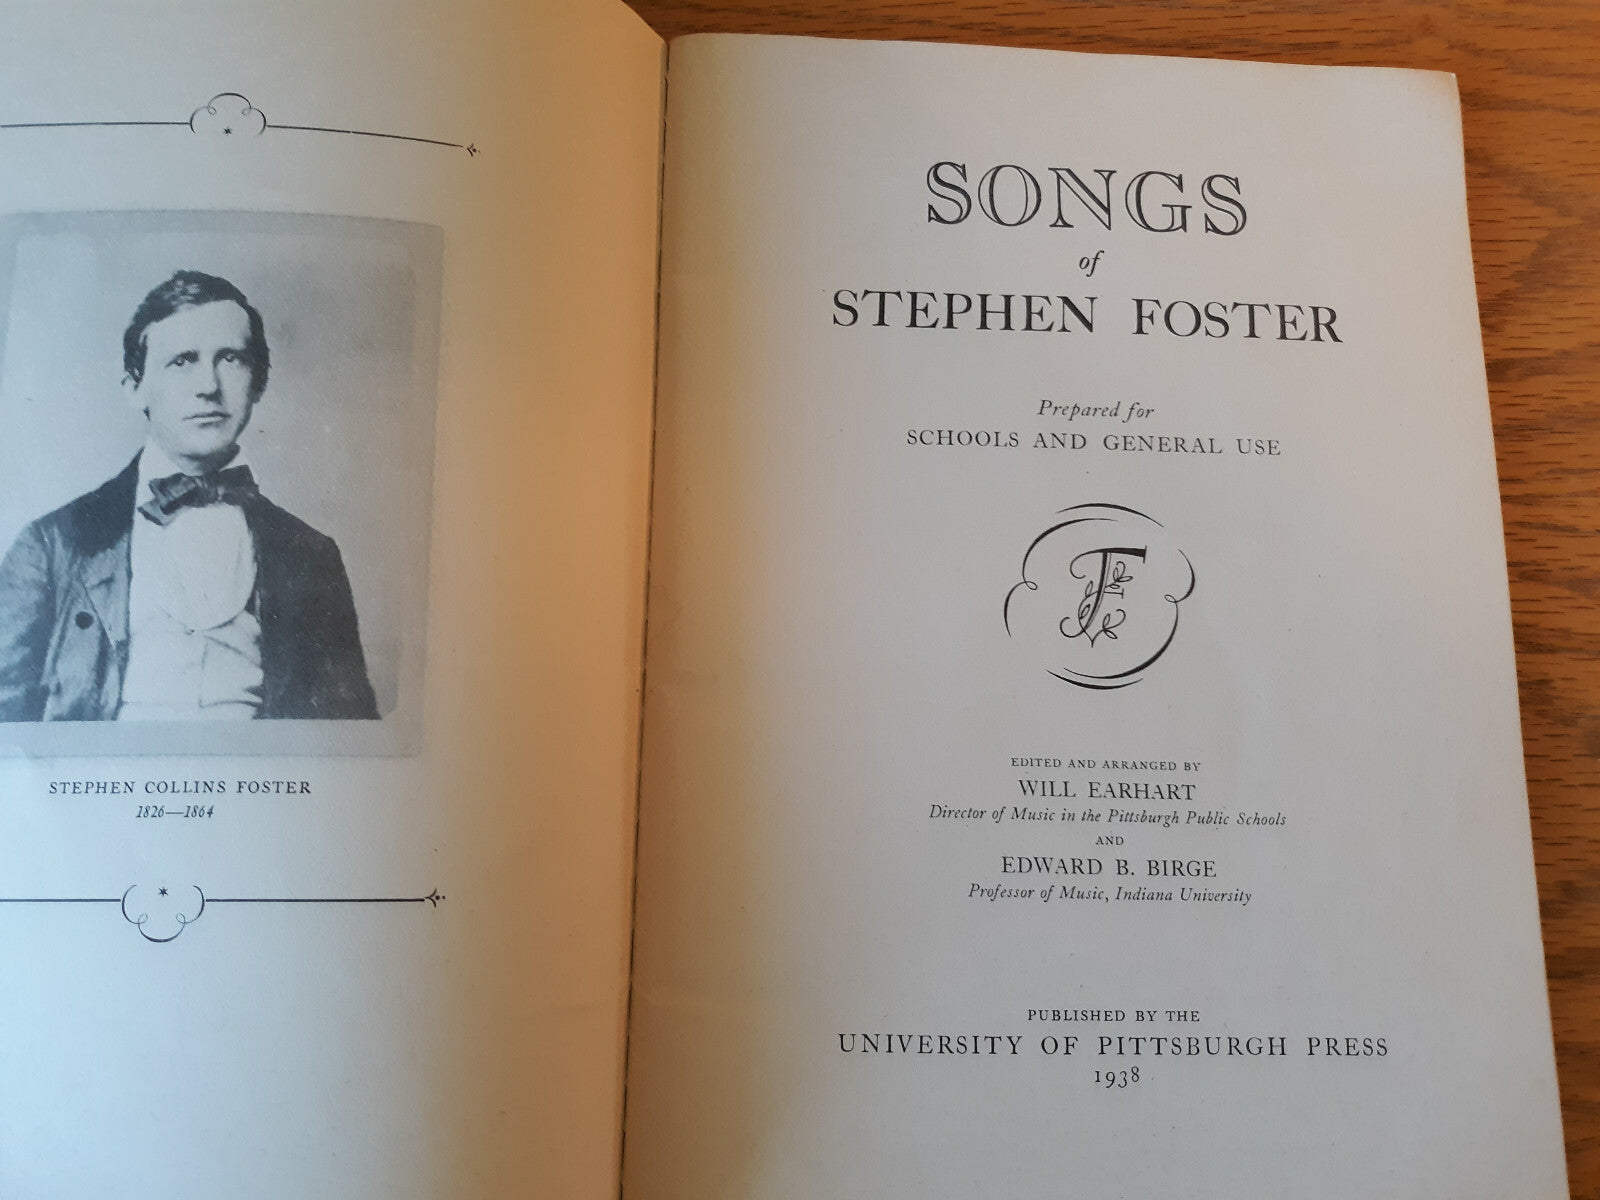 STEPHEN COLLINS FOSTER
1826—1864
SONGS
of
STEPHEN FOSTER
Prepared for
SCHOOLS AND GENERAL USE
F
EDITED AND ARRANGED BY
WILL EARHART
Director of Music in the Pittsburgh Public Schools
AND
EDWARD B. BIRGE
Professor of Music, Indiana University
PUBLISHED BY THE
UNIVERSITY OF PITTSBURGH PRESS
1938